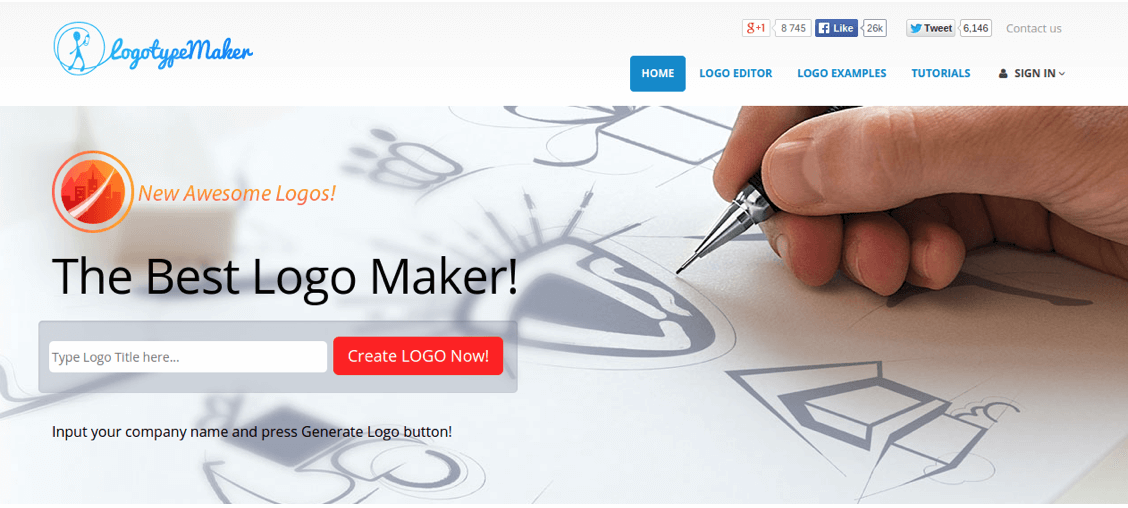 LogotypeMaker
g+1 8 745 Like 26k Tweet 6,146 Contact us
HOME LOGO EDITOR LOGO EXAMPLES TUTORIALS SIGN IN
New Awesome Logos!
The Best Logo Maker!
Type Logo Title here...
Create LOGO Now!
Input your company name and press Generate Logo button!